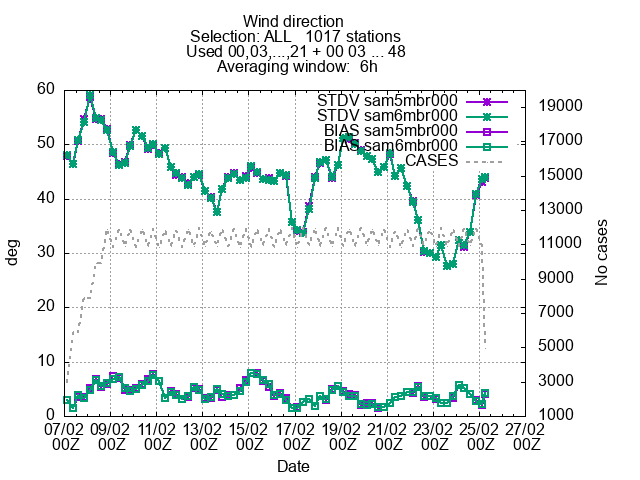 Wind direction
Selection: ALL   1017 stations
Used 00,03,...,21 + 00 03 ... 48
Averaging window:  6h
STDV sam5mbr000
STDV sam6mbr000
BIAS sam5mbr000
BIAS sam6mbr000
CASES
60
50
40
30
20
10
0
deg
19000
17000
15000
13000
11000
9000
7000
5000
3000
1000
No cases
07/02 09/02 11/02 13/02 15/02 17/02 19/02 21/02 23/02 25/02 27/02
00Z 00Z 00Z 00Z 00Z 00Z 00Z 00Z 00Z 00Z 00Z
Date